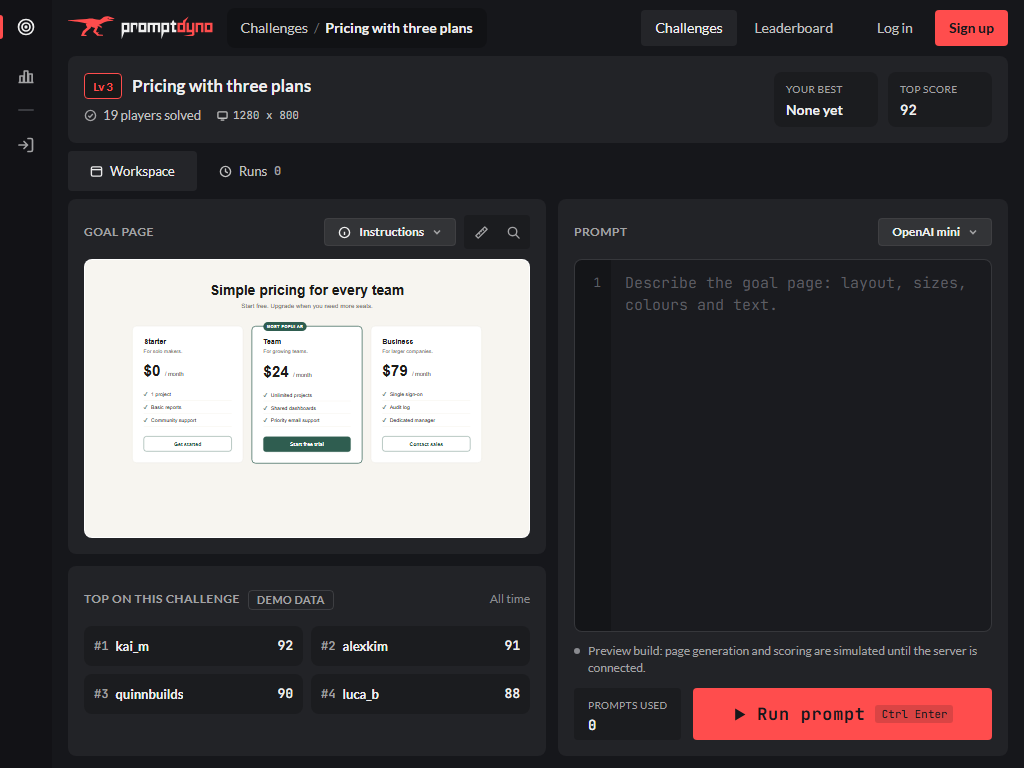 promptdyno
Challenges / Pricing with three plans
Challenges
Leaderboard
Log in
Sign up
Lv 3
Pricing with three plans
19 players solved
1280 x 800
YOUR BEST
None yet
TOP SCORE
92
Workspace
Runs 0
GOAL PAGE
Instructions
Simple pricing for every team
Start free. Upgrade when you need more seats.
Starter
For solo makers.
$0 / month
✓ 1 project
✓ Basic reports
✓ Community support
Get started
MOST POPULAR
Team
For growing teams.
$24 / month
✓ Unlimited projects
✓ Shared dashboards
✓ Priority email support
Start free trial
Business
For larger companies.
$79 / month
✓ Single sign-on
✓ Audit log
✓ Dedicated manager
Contact sales
TOP ON THIS CHALLENGE
DEMO DATA
All time
#1 kai_m 92
#2 alexkim 91
#3 quinnbuilds 90
#4 luca_b 88
PROMPT
OpenAI mini
1
Describe the goal page: layout, sizes,
colours and text.
Preview build: page generation and scoring are simulated until the server is
connected.
PROMPTS USED
0
Run prompt
Ctrl Enter